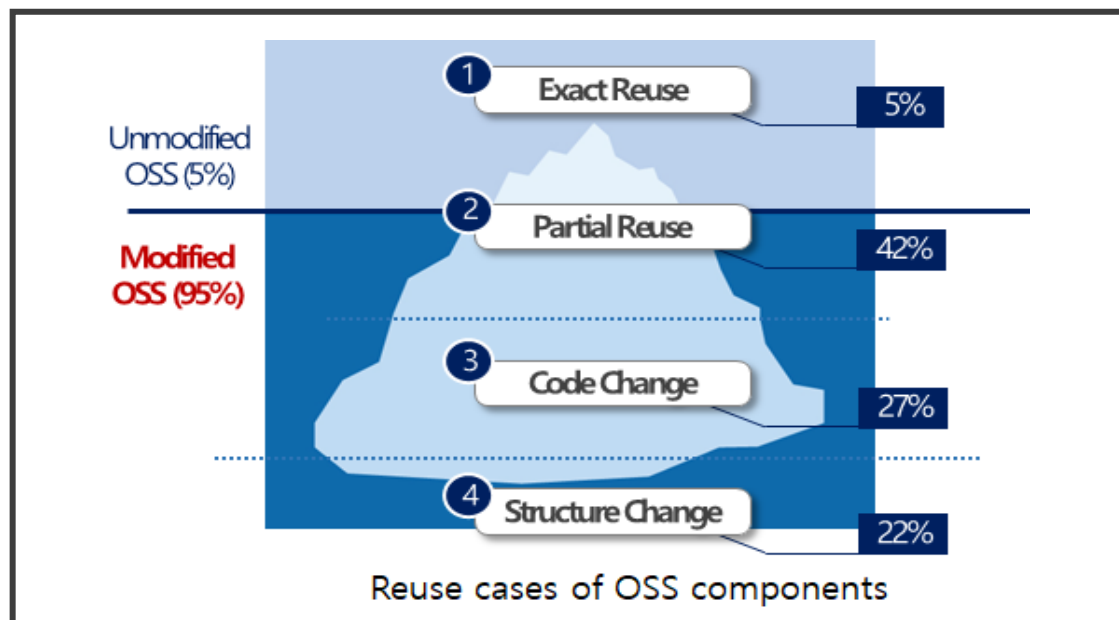 1
Exact Reuse
5%
Unmodified
OSS (5%)
2
Partial Reuse
42%
Modified
OSS (95%)
3
Code Change
27%
4
Structure Change
22%
Reuse cases of OSS components